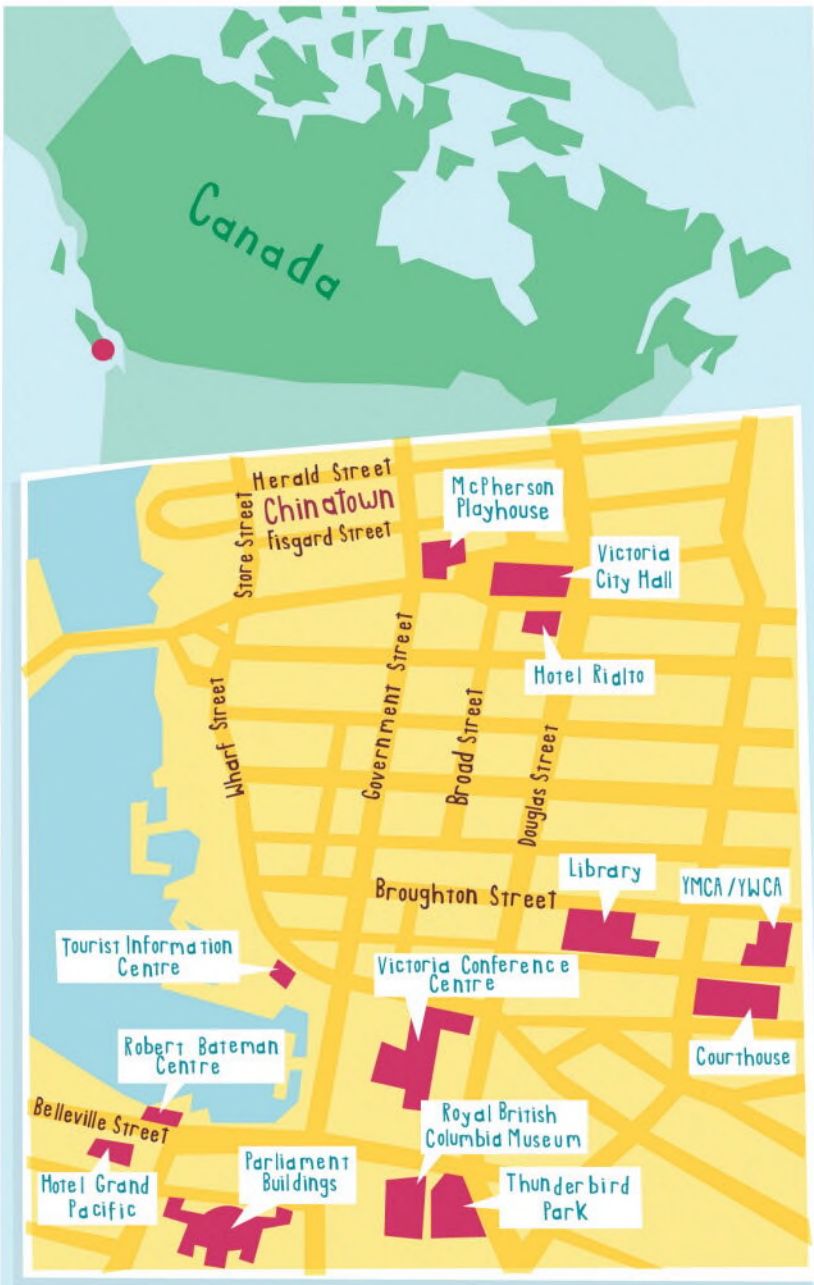 Canada
Herald Street
Chinatown
Fisgard Street
Store Street
McPherson
Playhouse
Victoria
City Hall
Hotel Rialto
Wharf Street
Government Street
Broad Street
Douglas Street
Broughton Street
Library
YMCA/YWCA
Tourist Information
Centre
Victoria Conference
Centre
Courthouse
Robert Bateman
Centre
Belleville Street
Hotel Grand
Pacific
Parliament
Buildings
Royal British
Columbia Museum
Thunderbird
Park